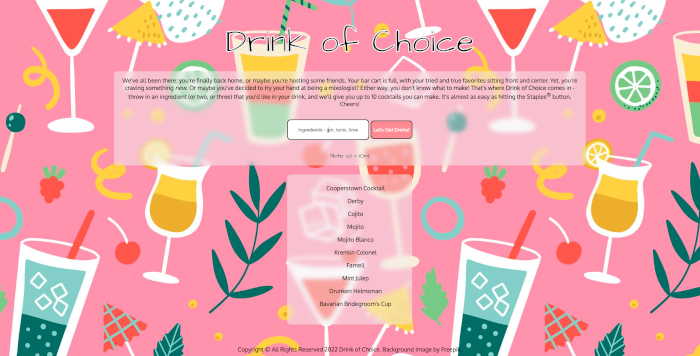 Drink of Choice
We've all been there: you're finally back home, or maybe you're hosting some friends. Your bar cart is full, with your tried and true favorites sitting front and center. Yet, you're
craving something new. Or maybe you've decided to try your hand at being a mixologist? Either way, you don't know what to make! That's where Drink of Choice comes in -
throw in an ingredient (or two, or three) that you'd like in your drink, and we'll give you up to 10 cocktails you can make. It's almost as easy as hitting the Staples® button.
Cheers!
Ingredients - gin, tonic, lime
Let's Get Drinks!
Note: 1cl = 10ml
Cooperstown Cocktail
Derby
Cojito
Mojito
Mojito Blanco
Kremlin Colonel
Farnell
Mint Julep
Drunken Helmsman
Bavarian Bridegroom's Cup
Copyright © All Rights Reserved 2022 Drink of Choice. Background Image by Freepik